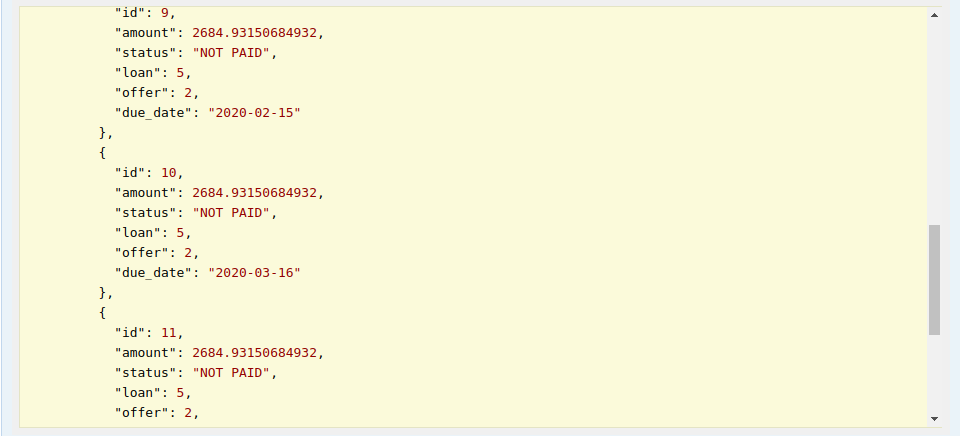 "id": 9,
"amount": 2684.93150684932,
"status": "NOT PAID",
"loan": 5,
"offer": 2,
"due_date": "2020-02-15"
},
{
"id": 10,
"amount": 2684.93150684932,
"status": "NOT PAID",
"loan": 5,
"offer": 2,
"due_date": "2020-03-16"
},
{
"id": 11,
"amount": 2684.93150684932,
"status": "NOT PAID",
"loan": 5,
"offer": 2,